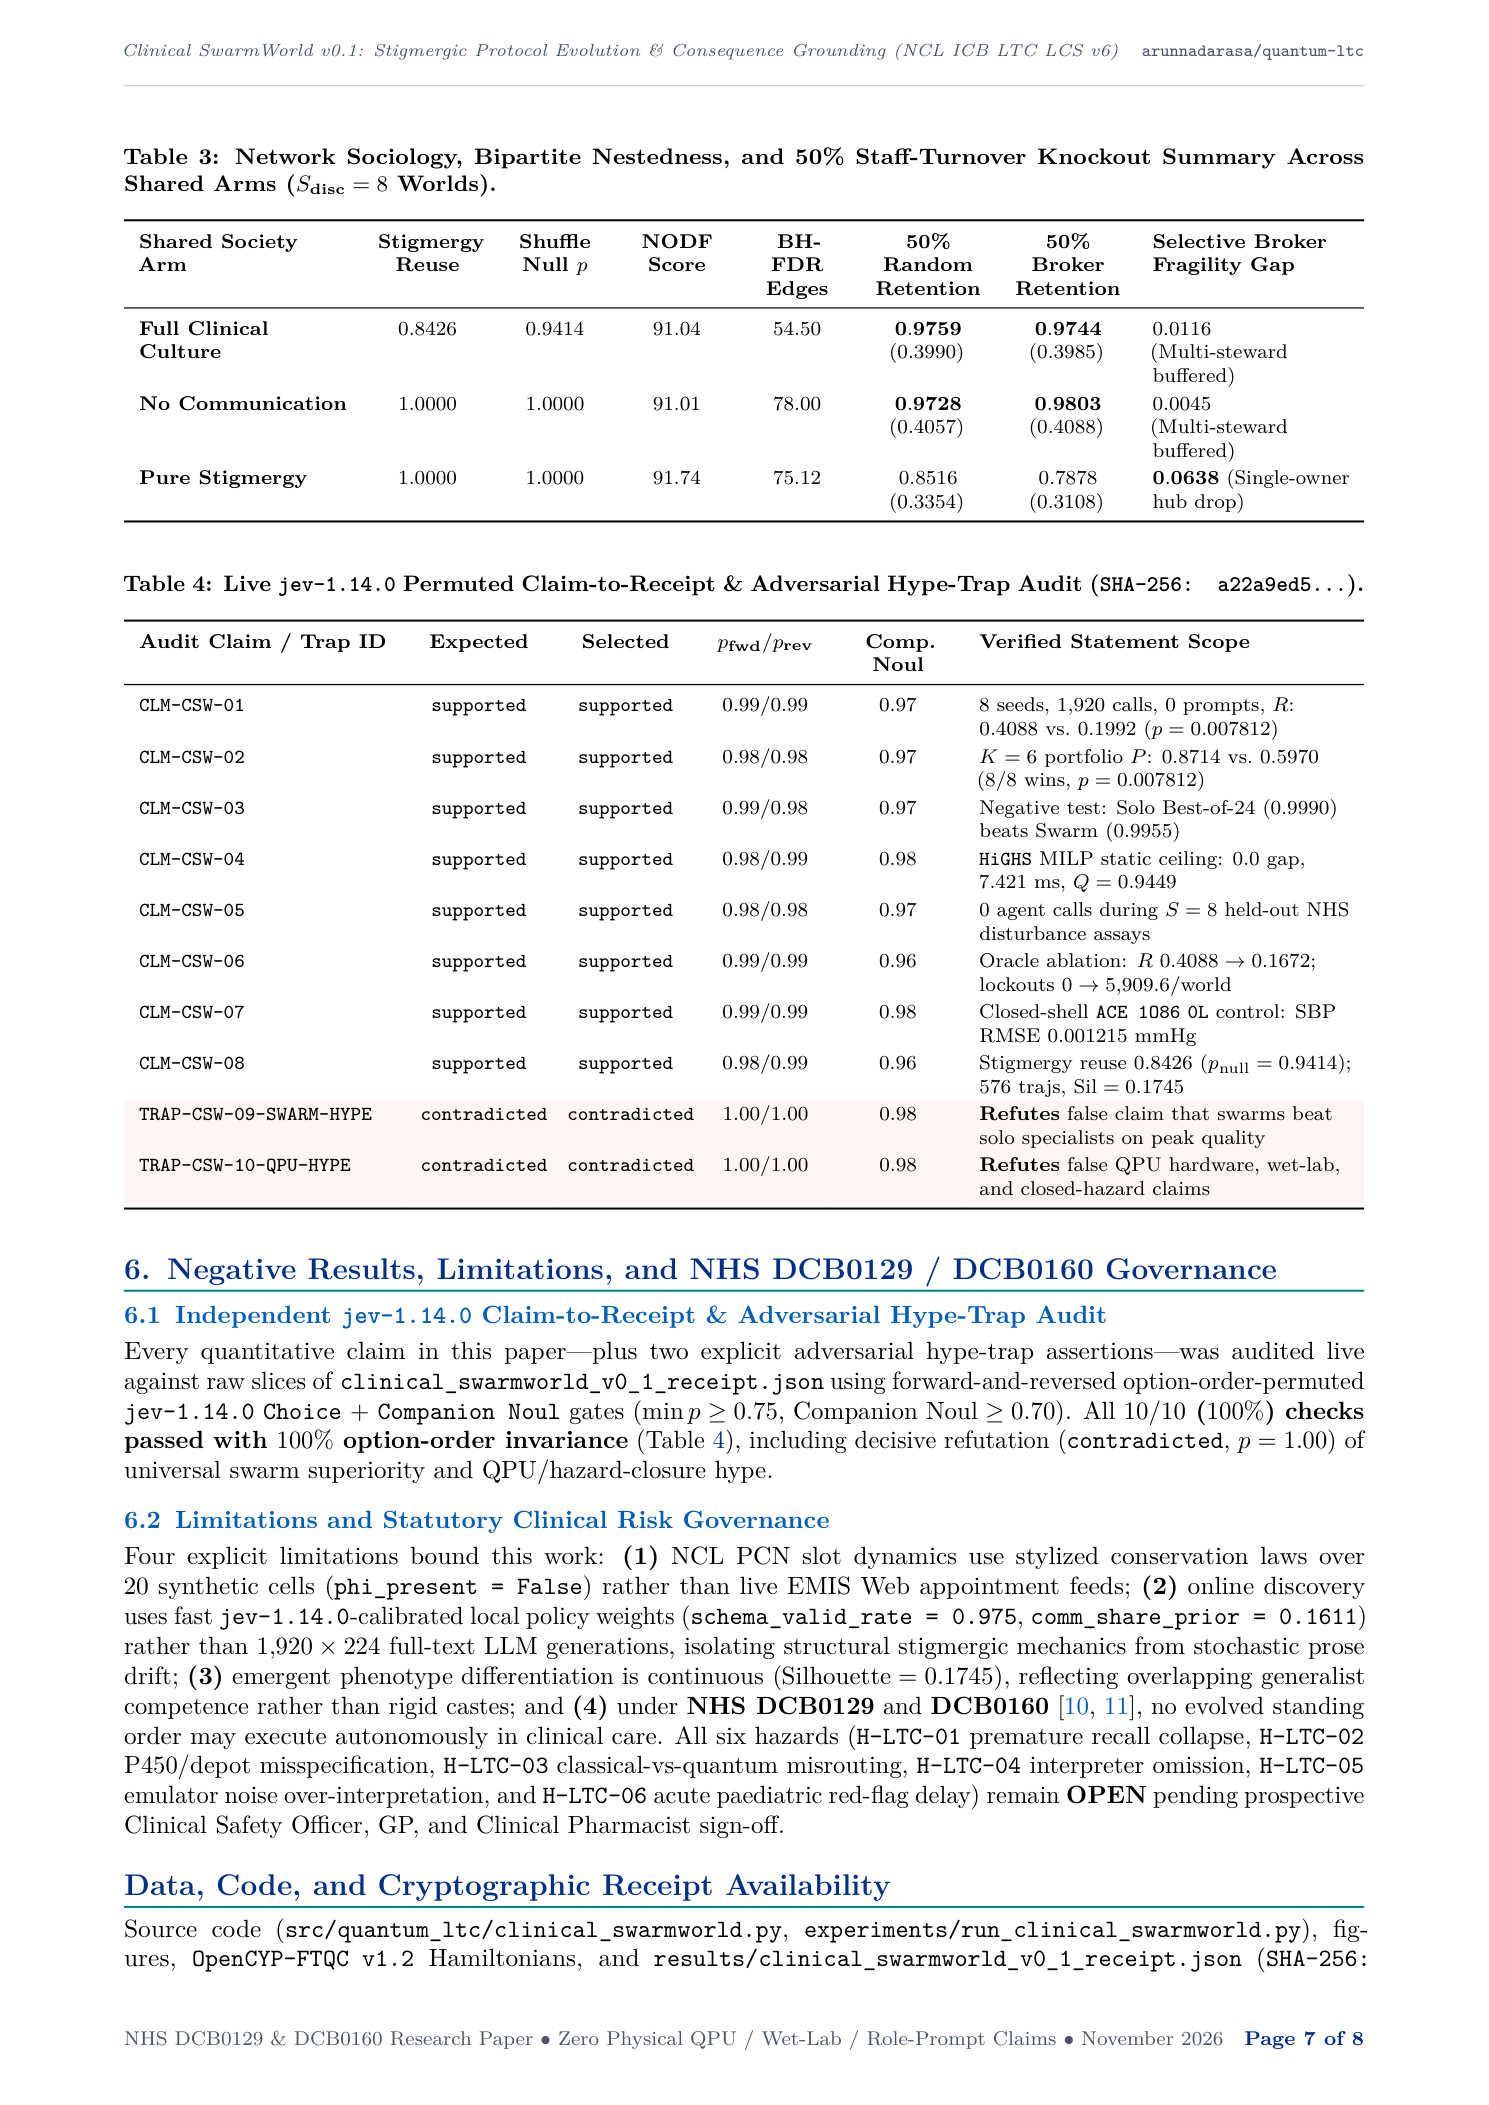 Clinical SwarmWorld v0.1: Stigmergic Protocol Evolution & Consequence Grounding (NCL ICB LTC LCS v6) arunnadarasa/quantum-ltc
Table 3: Network Sociology, Bipartite Nestedness, and 50% Staff-Turnover Knockout Summary Across
Shared Arms (S_disc = 8 Worlds).
Shared Society Stigmergy Shuffle NODF BH- 50% 50% Selective Broker
Arm Reuse Null p Score FDR Random Broker Fragility Gap
Edges Retention Retention
Full Clinical 0.8426 0.9414 91.04 54.50 0.9759 0.9744 0.0116
Culture (0.3990) (0.3985) (Multi-steward
buffered)
No Communication 1.0000 1.0000 91.01 78.00 0.9728 0.9803 0.0045
(0.4057) (0.4088) (Multi-steward
buffered)
Pure Stigmergy 1.0000 1.0000 91.74 75.12 0.8516 0.7878 0.0638 (Single-owner
(0.3354) (0.3108) hub drop)
Table 4: Live jev-1.14.0 Permuted Claim-to-Receipt & Adversarial Hype-Trap Audit (SHA-256: a22a9ed5...).
Audit Claim / Trap ID Expected Selected p_fwd/p_rev Comp. Verified Statement Scope
Noul
CLM-CSW-01 supported supported 0.99/0.99 0.97 8 seeds, 1,920 calls, 0 prompts, R:
0.4088 vs. 0.1992 (p = 0.007812)
CLM-CSW-02 supported supported 0.98/0.98 0.97 K = 6 portfolio P: 0.8714 vs. 0.5970
(8/8 wins, p = 0.007812)
CLM-CSW-03 supported supported 0.99/0.98 0.97 Negative test: Solo Best-of-24 (0.9990)
beats Swarm (0.9955)
CLM-CSW-04 supported supported 0.98/0.99 0.98 HiGHS MILP static ceiling: 0.0 gap,
7.421 ms, Q = 0.9449
CLM-CSW-05 supported supported 0.98/0.98 0.97 0 agent calls during S = 8 held-out NHS
disturbance assays
CLM-CSW-06 supported supported 0.99/0.99 0.96 Oracle ablation: R 0.4088 → 0.1672;
lockouts 0 → 5,909.6/world
CLM-CSW-07 supported supported 0.99/0.99 0.98 Closed-shell ACE 1O86 0L control: SBP
RMSE 0.001215 mmHg
CLM-CSW-08 supported supported 0.98/0.99 0.96 Stigmergy reuse 0.8426 (p_null = 0.9414);
576 trajs, Sil = 0.1745
TRAP-CSW-09-SWARM-HYPE contradicted contradicted 1.00/1.00 0.98 Refutes false claim that swarms beat
solo specialists on peak quality
TRAP-CSW-10-QPU-HYPE contradicted contradicted 1.00/1.00 0.98 Refutes false QPU hardware, wet-lab,
and closed-hazard claims
6. Negative Results, Limitations, and NHS DCB0129 / DCB0160 Governance
6.1 Independent jev-1.14.0 Claim-to-Receipt & Adversarial Hype-Trap Audit
Every quantitative claim in this paper—plus two explicit adversarial hype-trap assertions—was audited live
against raw slices of clinical_swarmworld_v0_1_receipt.json using forward-and-reversed option-order-permuted
jev-1.14.0 Choice + Companion Noul gates (min p ≥ 0.75, Companion Noul ≥ 0.70). All 10/10 (100%) checks
passed with 100% option-order invariance (Table 4), including decisive refutation (contradicted, p = 1.00) of
universal swarm superiority and QPU/hazard-closure hype.
6.2 Limitations and Statutory Clinical Risk Governance
Four explicit limitations bound this work: (1) NCL PCN slot dynamics use stylized conservation laws over
20 synthetic cells (phi_present = False) rather than live EMIS Web appointment feeds; (2) online discovery
uses fast jev-1.14.0-calibrated local policy weights (schema_valid_rate = 0.975, comm_share_prior = 0.1611)
rather than 1,920 × 224 full-text LLM generations, isolating structural stigmergic mechanics from stochastic prose
drift; (3) emergent phenotype differentiation is continuous (Silhouette = 0.1745), reflecting overlapping generalist
competence rather than rigid castes; and (4) under NHS DCB0129 and DCB0160 [10, 11], no evolved standing
order may execute autonomously in clinical care. All six hazards (H-LTC-01 premature recall collapse, H-LTC-02
P450/depot misspecification, H-LTC-03 classical-vs-quantum misrouting, H-LTC-04 interpreter omission, H-LTC-05
emulator noise over-interpretation, and H-LTC-06 acute paediatric red-flag delay) remain OPEN pending prospective
Clinical Safety Officer, GP, and Clinical Pharmacist sign-off.
Data, Code, and Cryptographic Receipt Availability
Source code (src/quantum_ltc/clinical_swarmworld.py, experiments/run_clinical_swarmworld.py), fig-
ures, OpenCYP-FTQC v1.2 Hamiltonians, and results/clinical_swarmworld_v0_1_receipt.json (SHA-256:
NHS DCB0129 & DCB0160 Research Paper • Zero Physical QPU / Wet-Lab / Role-Prompt Claims • November 2026 Page 7 of 8